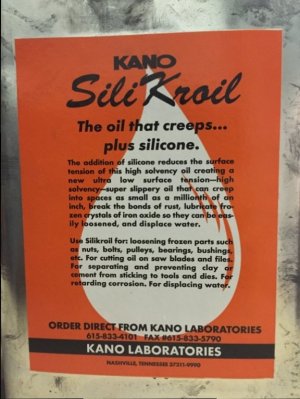 KANO
SiliKroil
The oil that creeps...
plus silicone.
The addition of silicone reduces the surface
tension of this high solvency oil creating a
new ultra low surface tension—high
solvency—super slippery oil that can creep
into spaces as small as a millionth of an
inch, break the bonds of rust, lubricate fro-
zen crystals of iron oxide so they can be eas-
ily loosened, and displace water.
Use Silikroil for: loosening frozen parts such
as nuts, bolts, pulleys, bearings, bushings,
etc. For cutting oil on saw blades and files.
For separating and preventing clay or
cement from sticking to tools and dies. For
retarding corrosion. For displacing water.
ORDER DIRECT FROM KANO LABORATORIES
615-833-4101 FAX #615-833-5790
KANO LABORATORIES
NASHVILLE, TENNESSEE 37211-9990